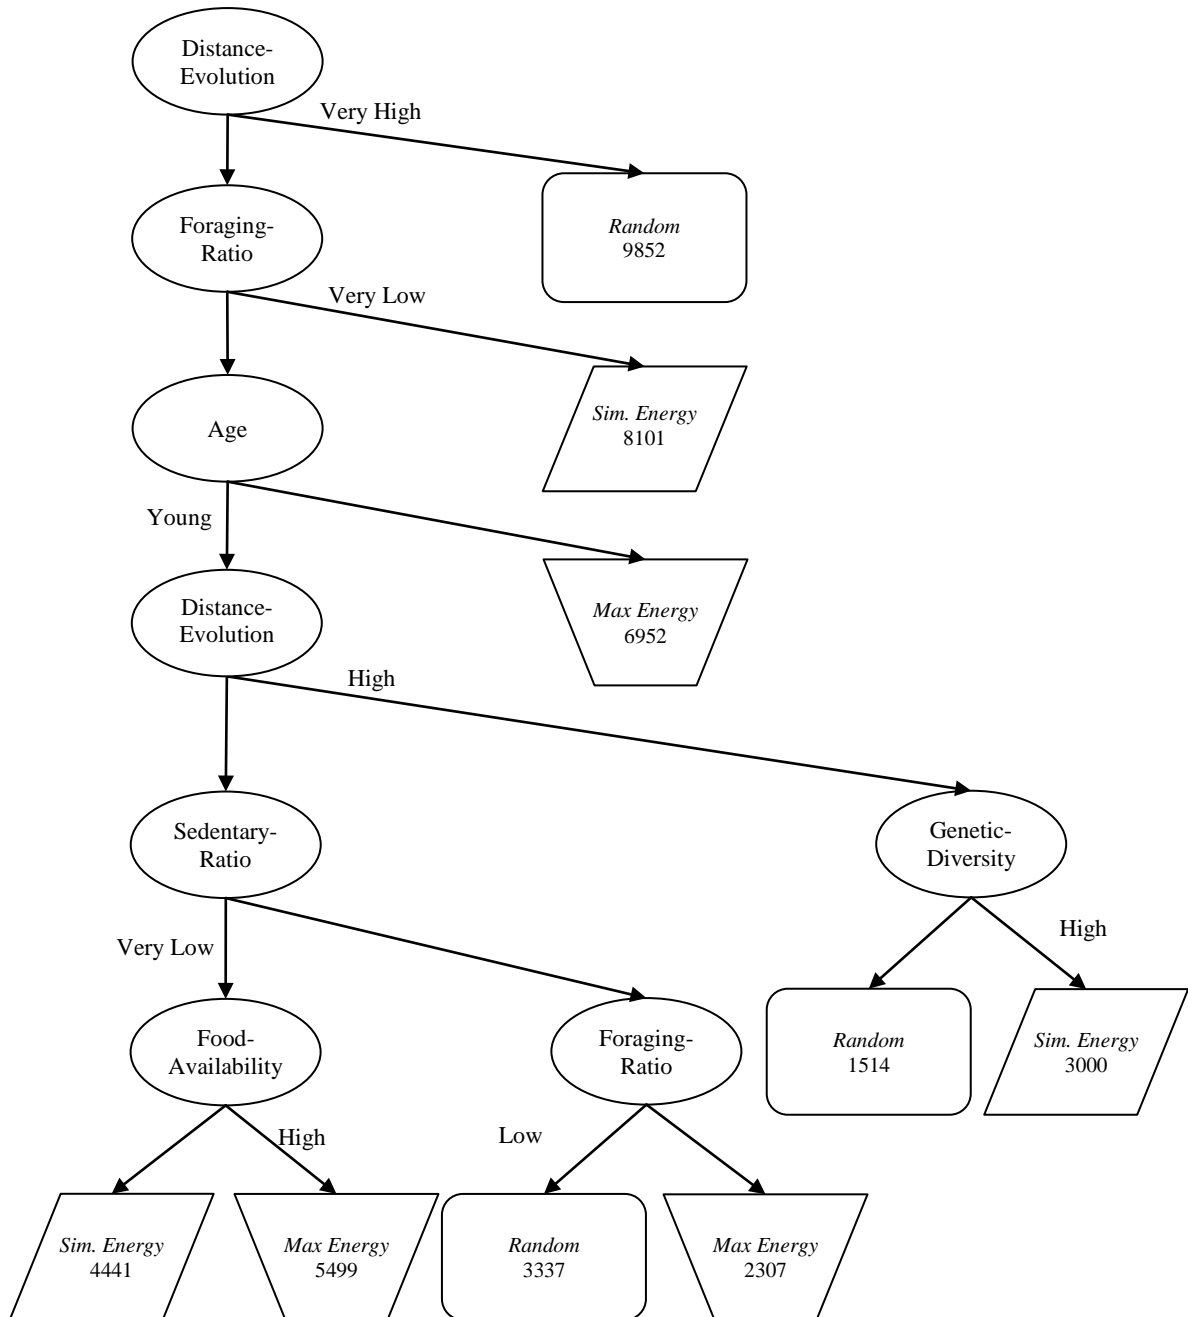 Distance-
Evolution
Very High
Foraging-
Ratio
Random
9852
Very Low
Age
Sim. Energy
8101
Young
Distance-
Evolution
Max Energy
6952
High
Sedentary-
Ratio
Genetic-
Diversity
Very Low
High
Food-
Availability
Foraging-
Ratio
Random
1514
Sim. Energy
3000
High
Low
Sim. Energy
4441
Max Energy
5499
Random
3337
Max Energy
2307